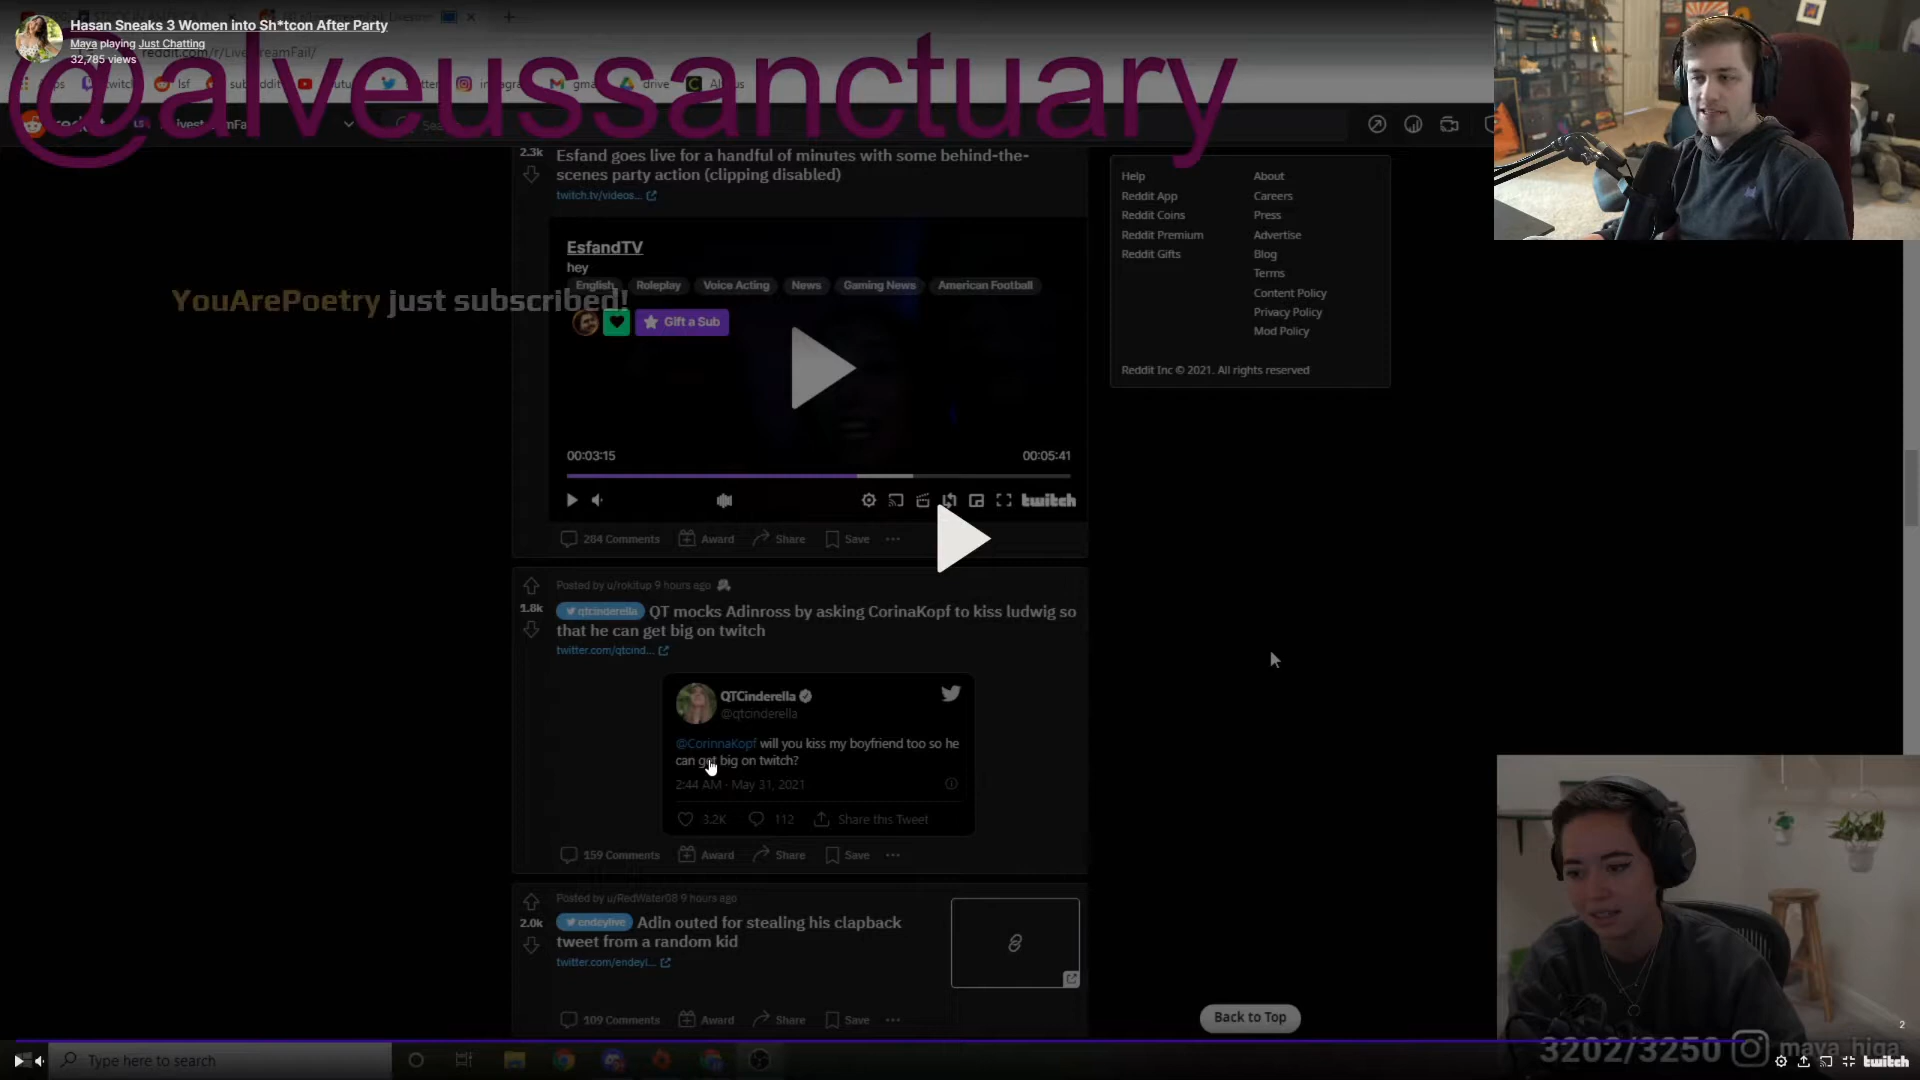 Hasan Sneaks 3 Women into Sh*tcon After Party
Maya playing Just Chatting
32,785 views
reddit.com/r/LivestreamFail/
lsf
drive
@alveussanctuary
2.3k
Esfand goes live for a handful of minutes with some behind-the-
scenes party action (clipping disabled)
twitch.tv/videos...
EsfandTV
hey
English
Roleplay
Voice Acting
News
Gaming News
American Football
YouArePoetry just subscribed!
Gift a Sub
00:03:15
00:05:41
twitch
284 Comments
Award
Share
Save
Help
About
Reddit App
Careers
Reddit Coins
Press
Reddit Premium
Advertise
Reddit Gifts
Blog
Terms
Content Policy
Privacy Policy
Mod Policy
Reddit Inc © 2021. All rights reserved
Posted by u/rokitup 9 hours ago
1.8k
qtcinderella QT mocks Adinross by asking CorinaKopf to kiss ludwig so
that he can get big on twitch
twitter.com/qtcind...
QTCinderella
@qtcinderella
@CorinnaKopf will you kiss my boyfriend too so he
can get big on twitch?
2:44 AM · May 31, 2021
3.2K
112
Share this Tweet
159 Comments
Award
Share
Save
Posted by u/RedWater08 9 hours ago
2.0k
endeylive Adin outed for stealing his clapback
tweet from a random kid
twitter.com/endeyl...
109 Comments
Award
Share
Save
Back to Top
2
Type here to search
3202/3250
maya_higa
twitch